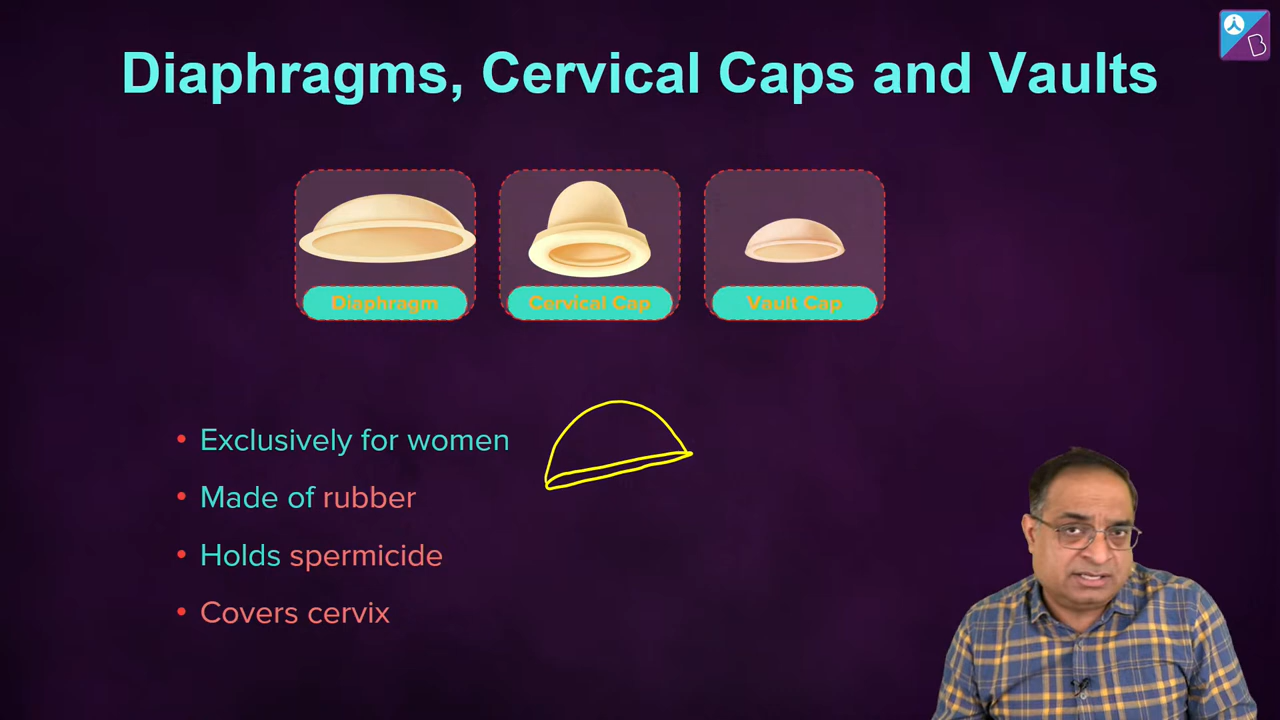 Diaphragms, Cervical Caps and Vaults
B
Diaphragm
Cervical Cap
Vault Cap
• Exclusively for women
• Made of rubber
• Holds spermicide
• Covers cervix